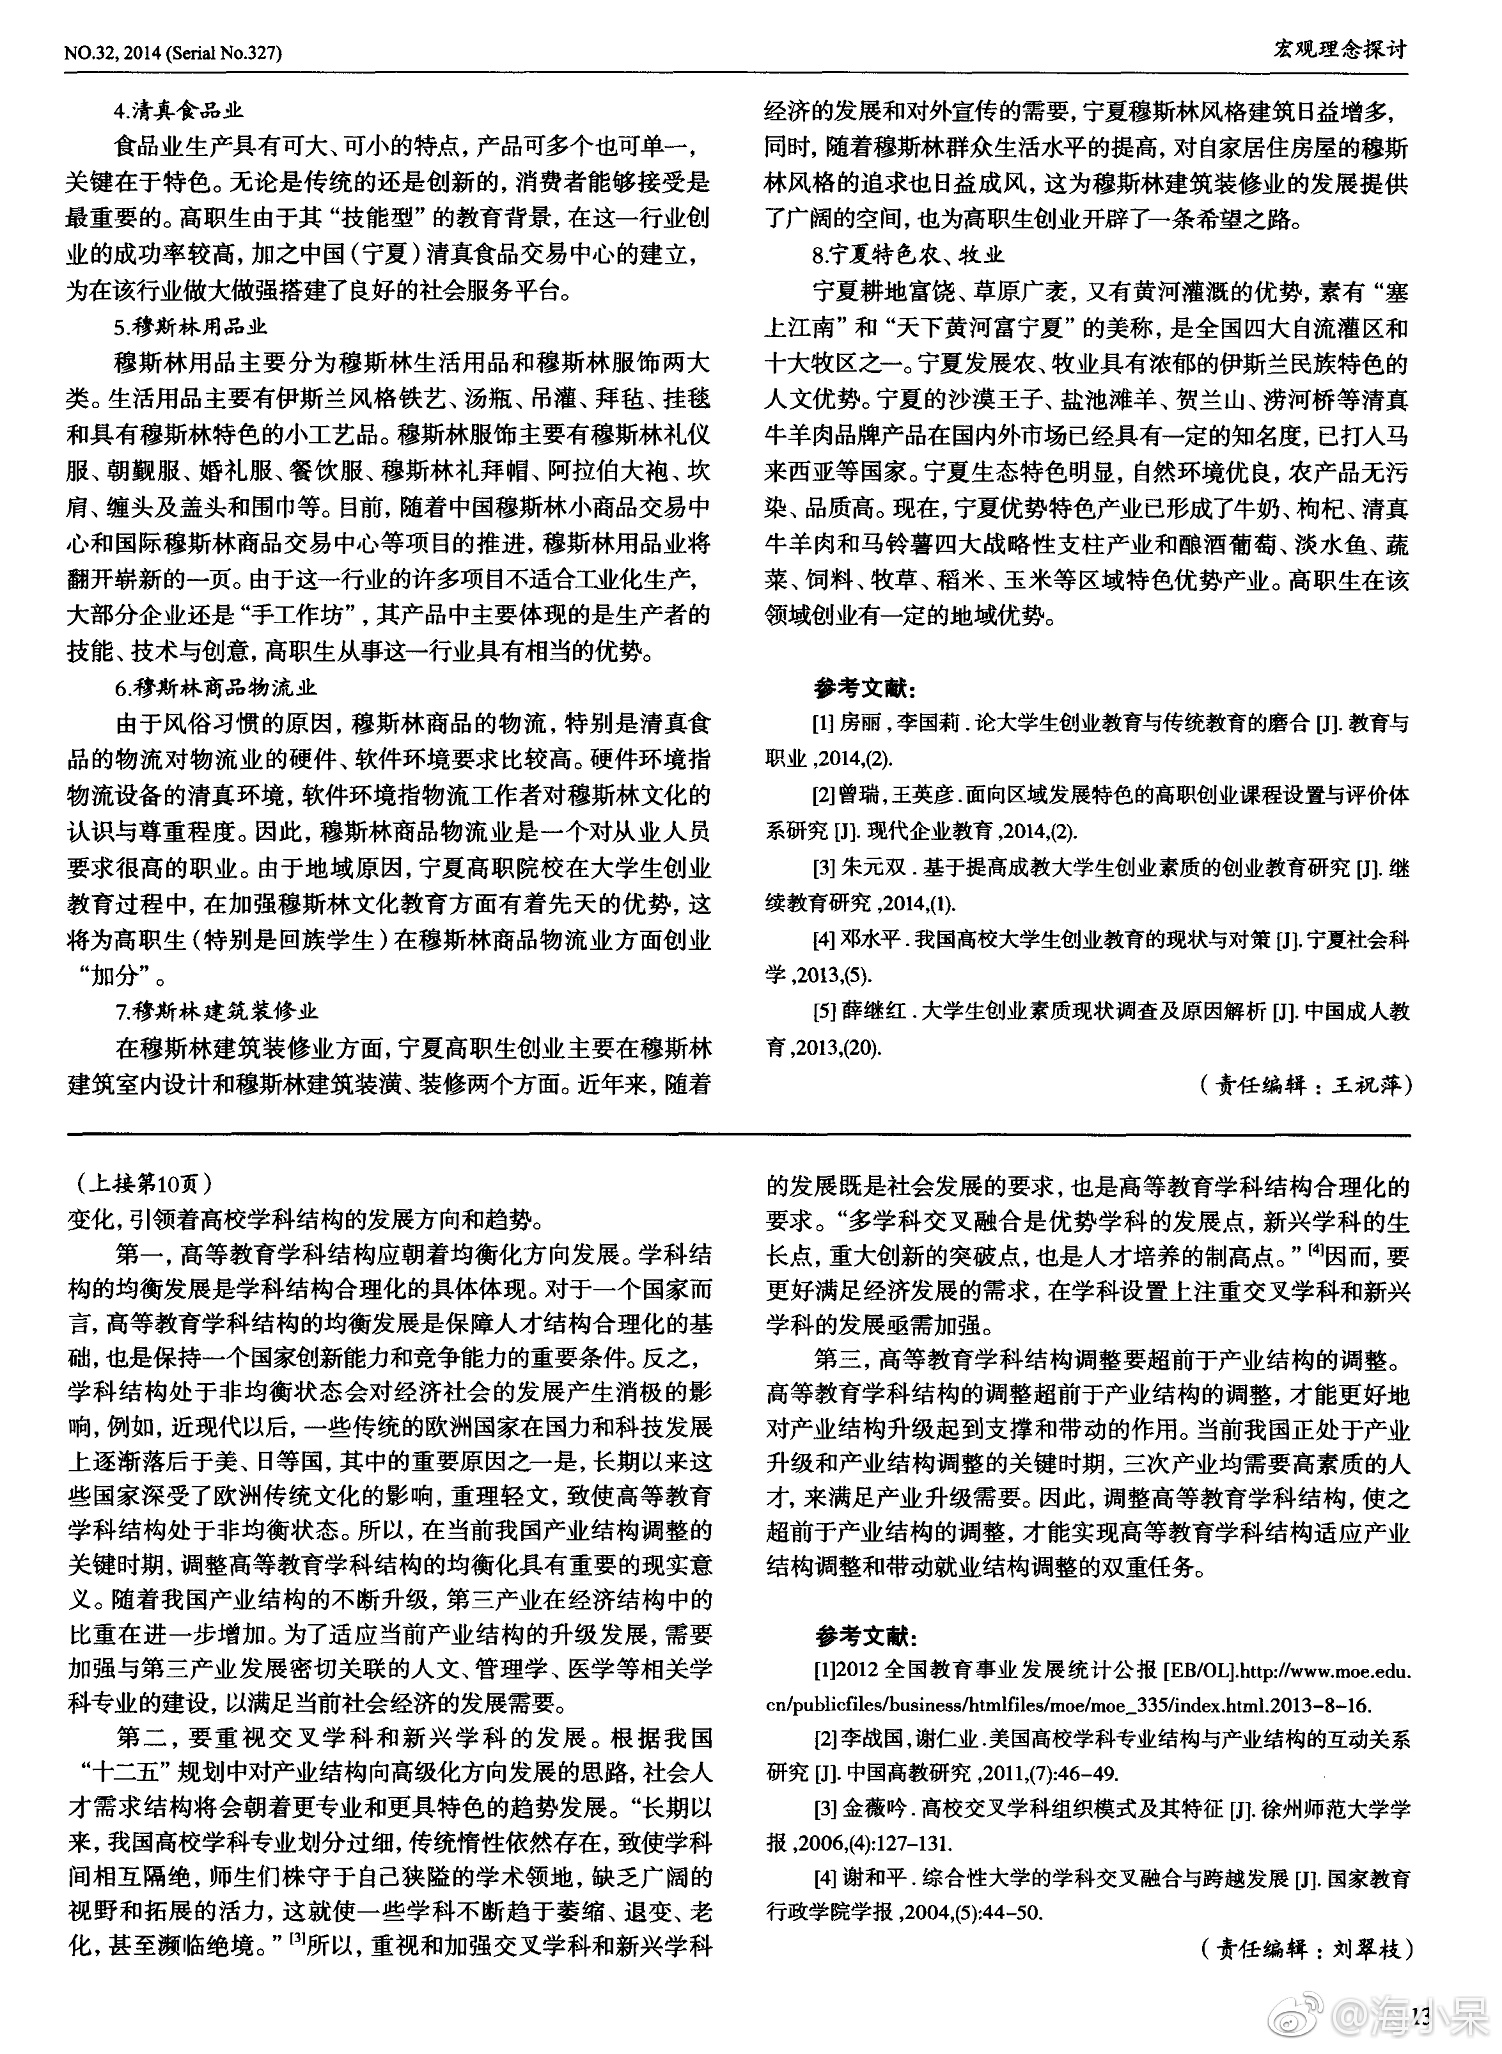 NO.32, 2014 (Serial No.327)
宏观理念探讨
4.清真食品业
食品业生产具有可大、可小的特点，产品可多个也可单一，
关键在于特色。无论是传统的还是创新的，消费者能够接受是
最重要的。高职生由于其“技能型”的教育背景，在这一行业创
业的成功率较高，加之中国（宁夏）清真食品交易中心的建立，
为在该行业做大做强搭建了良好的社会服务平台。
5.穆斯林用品业
穆斯林用品主要分为穆斯林生活用品和穆斯林服饰两大
类。生活用品主要有伊斯兰风格铁艺、汤瓶、吊灌、拜毡、挂毯
和具有穆斯林特色的小工艺品。穆斯林服饰主要有穆斯林礼仪
服、朝觐服、婚礼服、餐饮服、穆斯林礼拜帽、阿拉伯大袍、坎
肩、缠头及盖头和围巾等。目前，随着中国穆斯林小商品交易中
心和国际穆斯林商品交易中心等项目的推进，穆斯林用品业将
翻开崭新的一页。由于这一行业的许多项目不适合工业化生产，
大部分企业还是“手工作坊”，其产品中主要体现的是生产者的
技能、技术与创意，高职生从事这一行业具有相当的优势。
6.穆斯林商品物流业
由于风俗习惯的原因，穆斯林商品的物流，特别是清真食
品的物流对物流业的硬件、软件环境要求比较高。硬件环境指
物流设备的清真环境，软件环境指物流工作者对穆斯林文化的
认识与尊重程度。因此，穆斯林商品物流业是一个对从业人员
要求很高的职业。由于地域原因，宁夏高职院校在大学生创业
教育过程中，在加强穆斯林文化教育方面有着先天的优势，这
将为高职生（特别是回族学生）在穆斯林商品物流业方面创业
“加分”。
7.穆斯林建筑装修业
在穆斯林建筑装修业方面，宁夏高职生创业主要在穆斯林
建筑室内设计和穆斯林建筑装潢、装修两个方面。近年来，随着
经济的发展和对外宣传的需要，宁夏穆斯林风格建筑日益增多，
同时，随着穆斯林群众生活水平的提高，对自家居住房屋的穆斯
林风格的追求也日益成风，这为穆斯林建筑装修业的发展提供
了广阔的空间，也为高职生创业开辟了一条希望之路。
8.宁夏特色农、牧业
宁夏耕地富饶、草原广袤，又有黄河灌溉的优势，素有“塞
上江南”和“天下黄河富宁夏”的美称，是全国四大自流灌区和
十大牧区之一。宁夏发展农、牧业具有浓郁的伊斯兰民族特色的
人文优势。宁夏的沙漠王子、盐池滩羊、贺兰山、涝河桥等清真
牛羊肉品牌产品在国内外市场已经具有一定的知名度，已打入马
来西亚等国家。宁夏生态特色明显，自然环境优良，农产品无污
染、品质高。现在，宁夏优势特色产业已形成了牛奶、枸杞、清真
牛羊肉和马铃薯四大战略性支柱产业和酿酒葡萄、淡水鱼、蔬
菜、饲料、牧草、稻米、玉米等区域特色优势产业。高职生在该
领域创业有一定的地域优势。
参考文献：
[1] 房丽，李国莉．论大学生创业教育与传统教育的磨合 [J]. 教育与
职业 ,2014,(2).
[2]曾瑞，王英彦．面向区域发展特色的高职创业课程设置与评价体
系研究 [J]. 现代企业教育 ,2014,(2).
[3] 朱元双．基于提高成教大学生创业素质的创业教育研究 [J]. 继
续教育研究 ,2014,(1).
[4] 邓水平．我国高校大学生创业教育的现状与对策 [J]. 宁夏社会科
学 ,2013,(5).
[5] 薛继红．大学生创业素质现状调查及原因解析 [J]. 中国成人教
育 ,2013,(20).
（责任编辑：王祝萍）
（上接第10页）
变化，引领着高校学科结构的发展方向和趋势。
第一，高等教育学科结构应朝着均衡化方向发展。学科结
构的均衡发展是学科结构合理化的具体体现。对于一个国家而
言，高等教育学科结构的均衡发展是保障人才结构合理化的基
础，也是保持一个国家创新能力和竞争能力的重要条件。反之，
学科结构处于非均衡状态会对经济社会的发展产生消极的影
响，例如，近现代以后，一些传统的欧洲国家在国力和科技发展
上逐渐落后于美、日等国，其中的重要原因之一是，长期以来这
些国家深受了欧洲传统文化的影响，重理轻文，致使高等教育
学科结构处于非均衡状态。所以，在当前我国产业结构调整的
关键时期，调整高等教育学科结构的均衡化具有重要的现实意
义。随着我国产业结构的不断升级，第三产业在经济结构中的
比重在进一步增加。为了适应当前产业结构的升级发展，需要
加强与第三产业发展密切关联的人文、管理学、医学等相关学
科专业的建设，以满足当前社会经济的发展需要。
第二，要重视交叉学科和新兴学科的发展。根据我国
“十二五”规划中对产业结构向高级化方向发展的思路，社会人
才需求结构将会朝着更专业和更具特色的趋势发展。“长期以
来，我国高校学科专业划分过细，传统惰性依然存在，致使学科
间相互隔绝，师生们株守于自己狭隘的学术领地，缺乏广阔的
视野和拓展的活力，这就使一些学科不断趋于萎缩、退变、老
化，甚至濒临绝境。”[3]所以，重视和加强交叉学科和新兴学科
的发展既是社会发展的要求，也是高等教育学科结构合理化的
要求。“多学科交叉融合是优势学科的发展点，新兴学科的生
长点，重大创新的突破点，也是人才培养的制高点。”[4]因而，要
更好满足经济发展的需求，在学科设置上注重交叉学科和新兴
学科的发展亟需加强。
第三，高等教育学科结构调整要超前于产业结构的调整。
高等教育学科结构的调整超前于产业结构的调整，才能更好地
对产业结构升级起到支撑和带动的作用。当前我国正处于产业
升级和产业结构调整的关键时期，三次产业均需要高素质的人
才，来满足产业升级需要。因此，调整高等教育学科结构，使之
超前于产业结构的调整，才能实现高等教育学科结构适应产业
结构调整和带动就业结构调整的双重任务。
参考文献：
[1]2012 全国教育事业发展统计公报 [EB/OL].http://www.moe.edu.
cn/publicfiles/business/htmlfiles/moe/moe_335/index.html.2013-8-16.
[2]李战国，谢仁业．美国高校学科专业结构与产业结构的互动关系
研究 [J]. 中国高教研究 ,2011,(7):46-49.
[3] 金薇吟．高校交叉学科组织模式及其特征 [J]. 徐州师范大学学
报 ,2006,(4):127-131.
[4] 谢和平．综合性大学的学科交叉融合与跨越发展 [J]. 国家教育
行政学院学报 ,2004,(5):44-50.
（责任编辑：刘翠枝）
13
@海小呆